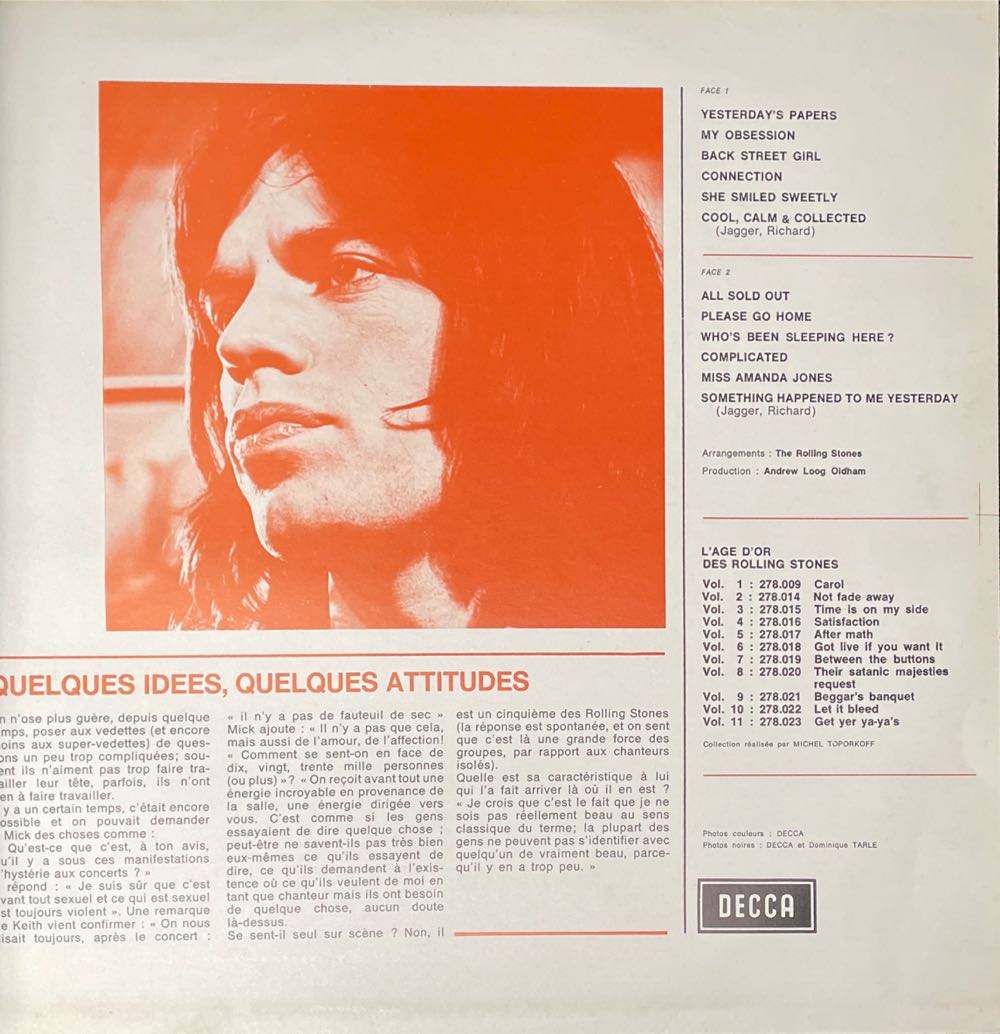 FACE 1
YESTERDAY'S PAPERS
MY OBSESSION
BACK STREET GIRL
CONNECTION
SHE SMILED SWEETLY
COOL, CALM & COLLECTED
(Jagger, Richard)
FACE 2
ALL SOLD OUT
PLEASE GO HOME
WHO'S BEEN SLEEPING HERE ?
COMPLICATED
MISS AMANDA JONES
SOMETHING HAPPENED TO ME YESTERDAY
(Jagger, Richard)
Arrangements : The Rolling Stones
Production : Andrew Loog Oldham
L'AGE D'OR
DES ROLLING STONES
Vol. 1 : 278.009 Carol
Vol. 2 : 278.014 Not fade away
Vol. 3 : 278.015 Time is on my side
Vol. 4 : 278.016 Satisfaction
Vol. 5 : 278.017 After math
Vol. 6 : 278.018 Got live if you want it
Vol. 7 : 278.019 Between the buttons
Vol. 8 : 278.020 Their satanic majesties
request
Vol. 9 : 278.021 Beggar's banquet
Vol. 10 : 278.022 Let it bleed
Vol. 11 : 278.023 Get yer ya-ya's
Collection réalisée par MICHEL TOPORKOFF
Photos couleurs : DECCA
Photos noires : DECCA et Dominique TARLE
DECCA
QUELQUES IDEES, QUELQUES ATTITUDES
n n'ose plus guère, depuis quelque
mps, poser aux vedettes (et encore
oins aux super-vedettes) de ques-
ons un peu trop compliquées; sou-
ent ils n'aiment pas trop faire tra-
ailler leur tête, parfois, ils n'ont
en à faire travailler.
y a un certain temps, c'était encore
ossible et on pouvait demander
Mick des choses comme :
Qu'est-ce que c'est, à ton avis,
u'il y a sous ces manifestations
'hystérie aux concerts ? »
répond : « Je suis sûr que c'est
vant tout sexuel et ce qui est sexuel
st toujours violent ». Une remarque
e Keith vient confirmer : « On nous
isait toujours, après le concert :
« il n'y a pas de fauteuil de sec »
Mick ajoute : « Il n'y a pas que cela,
mais aussi de l'amour, de l'affection!
« Comment se sent-on en face de
dix, vingt, trente mille personnes
(ou plus) »? « On reçoit avant tout une
énergie incroyable en provenance de
la salle, une énergie dirigée vers
vous. C'est comme si les gens
essayaient de dire quelque chose ;
peut-être ne savent-ils pas très bien
eux-mêmes ce qu'ils essayent de
dire, ce qu'ils demandent à l'exis-
tence où ce qu'ils veulent de moi en
tant que chanteur mais ils ont besoin
de quelque chose, aucun doute
là-dessus.
Se sent-il seul sur scène ? Non, il
est un cinquième des Rolling Stones
(la réponse est spontanée, et on sent
que c'est là une grande force des
groupes, par rapport aux chanteurs
isolés).
Quelle est sa caractéristique à lui
qui l'a fait arriver là où il en est ?
« Je crois que c'est le fait que je ne
sois pas réellement beau au sens
classique du terme; la plupart des
gens ne peuvent pas s'identifier avec
quelqu'un de vraiment beau, parce-
qu'il y en a trop peu. »